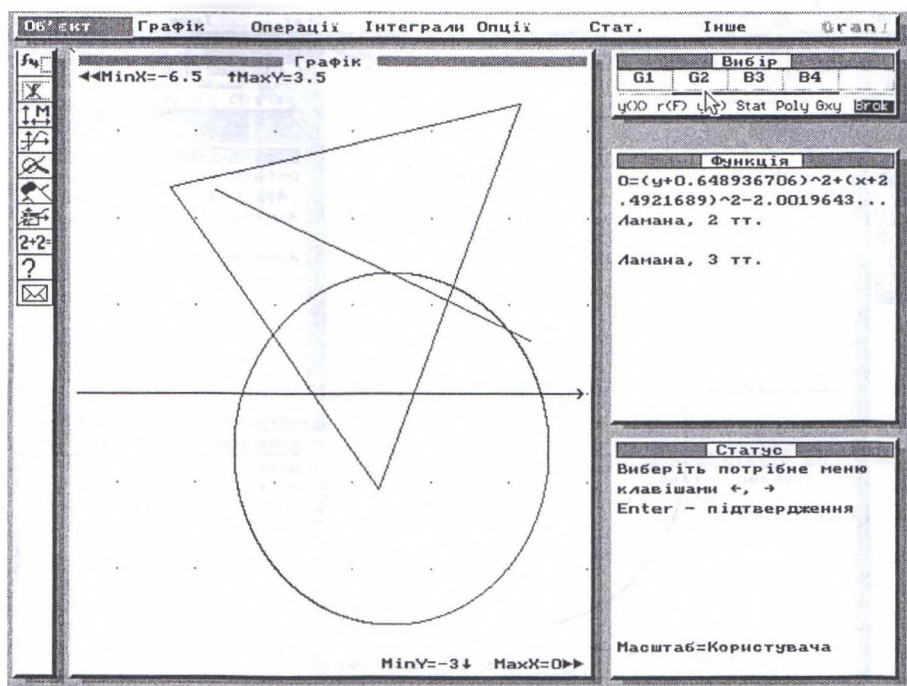 Об'єкт Графік Операції Інтеграли Опції Стат. Інше Gran1
Графік
◄◄MinX=-6.5 ↑MaxY=3.5
MinY=-3↓ MaxX=0►►
2+2=
?
Вибір
G1 G2 B3 B4
y(X) r(F) Stat Poly Gxy Brok
Функція
0=(y+0.648936706)^2+(x+2
.4921689)^2-2.0019643...
Ламана, 2 тт.
Ламана, 3 тт.
Статус
Виберіть потрібне меню
клавішами ←, →
Enter - підтвердження
Масштаб=Користувача